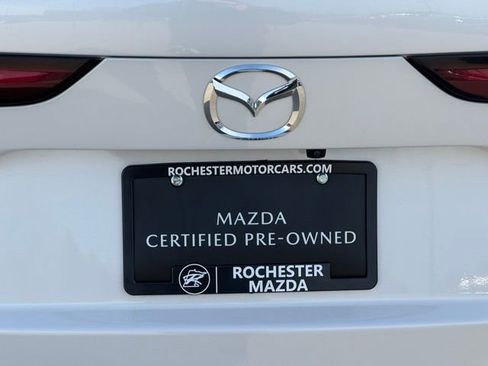 ROCHESTERMOTORCARS.COM
MAZDA
CERTIFIED PRE-OWNED
ROCHESTER
MAZDA